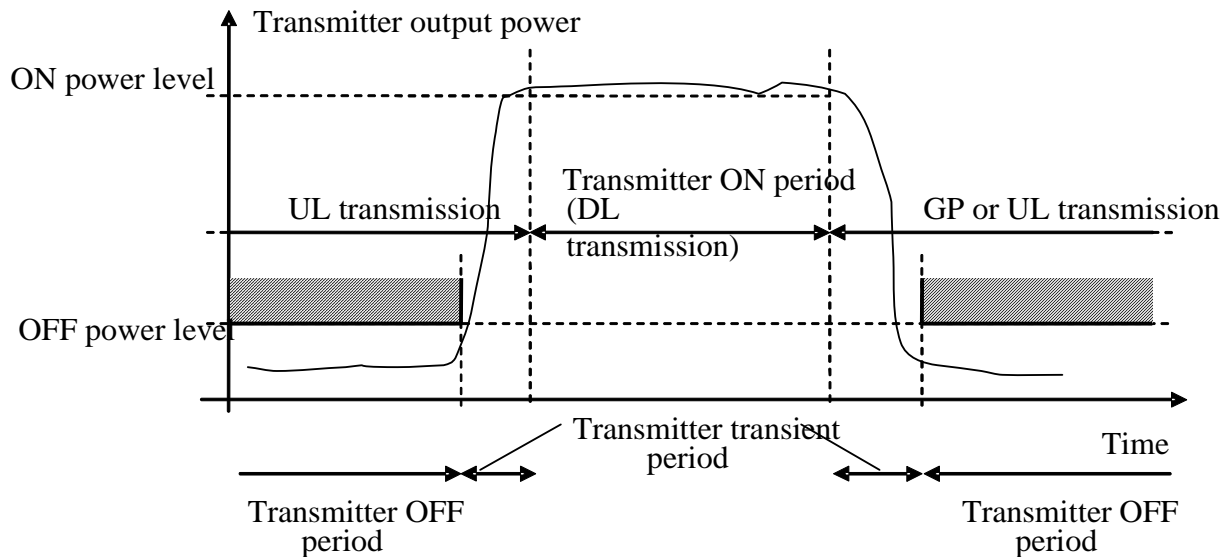 Transmitter output power
ON power level
Transmitter ON period
UL transmission
(DL
GP or UL transmission
transmission)
OFF power level
Transmitter transient
period
Time
Transmitter OFF
period
Transmitter OFF
period